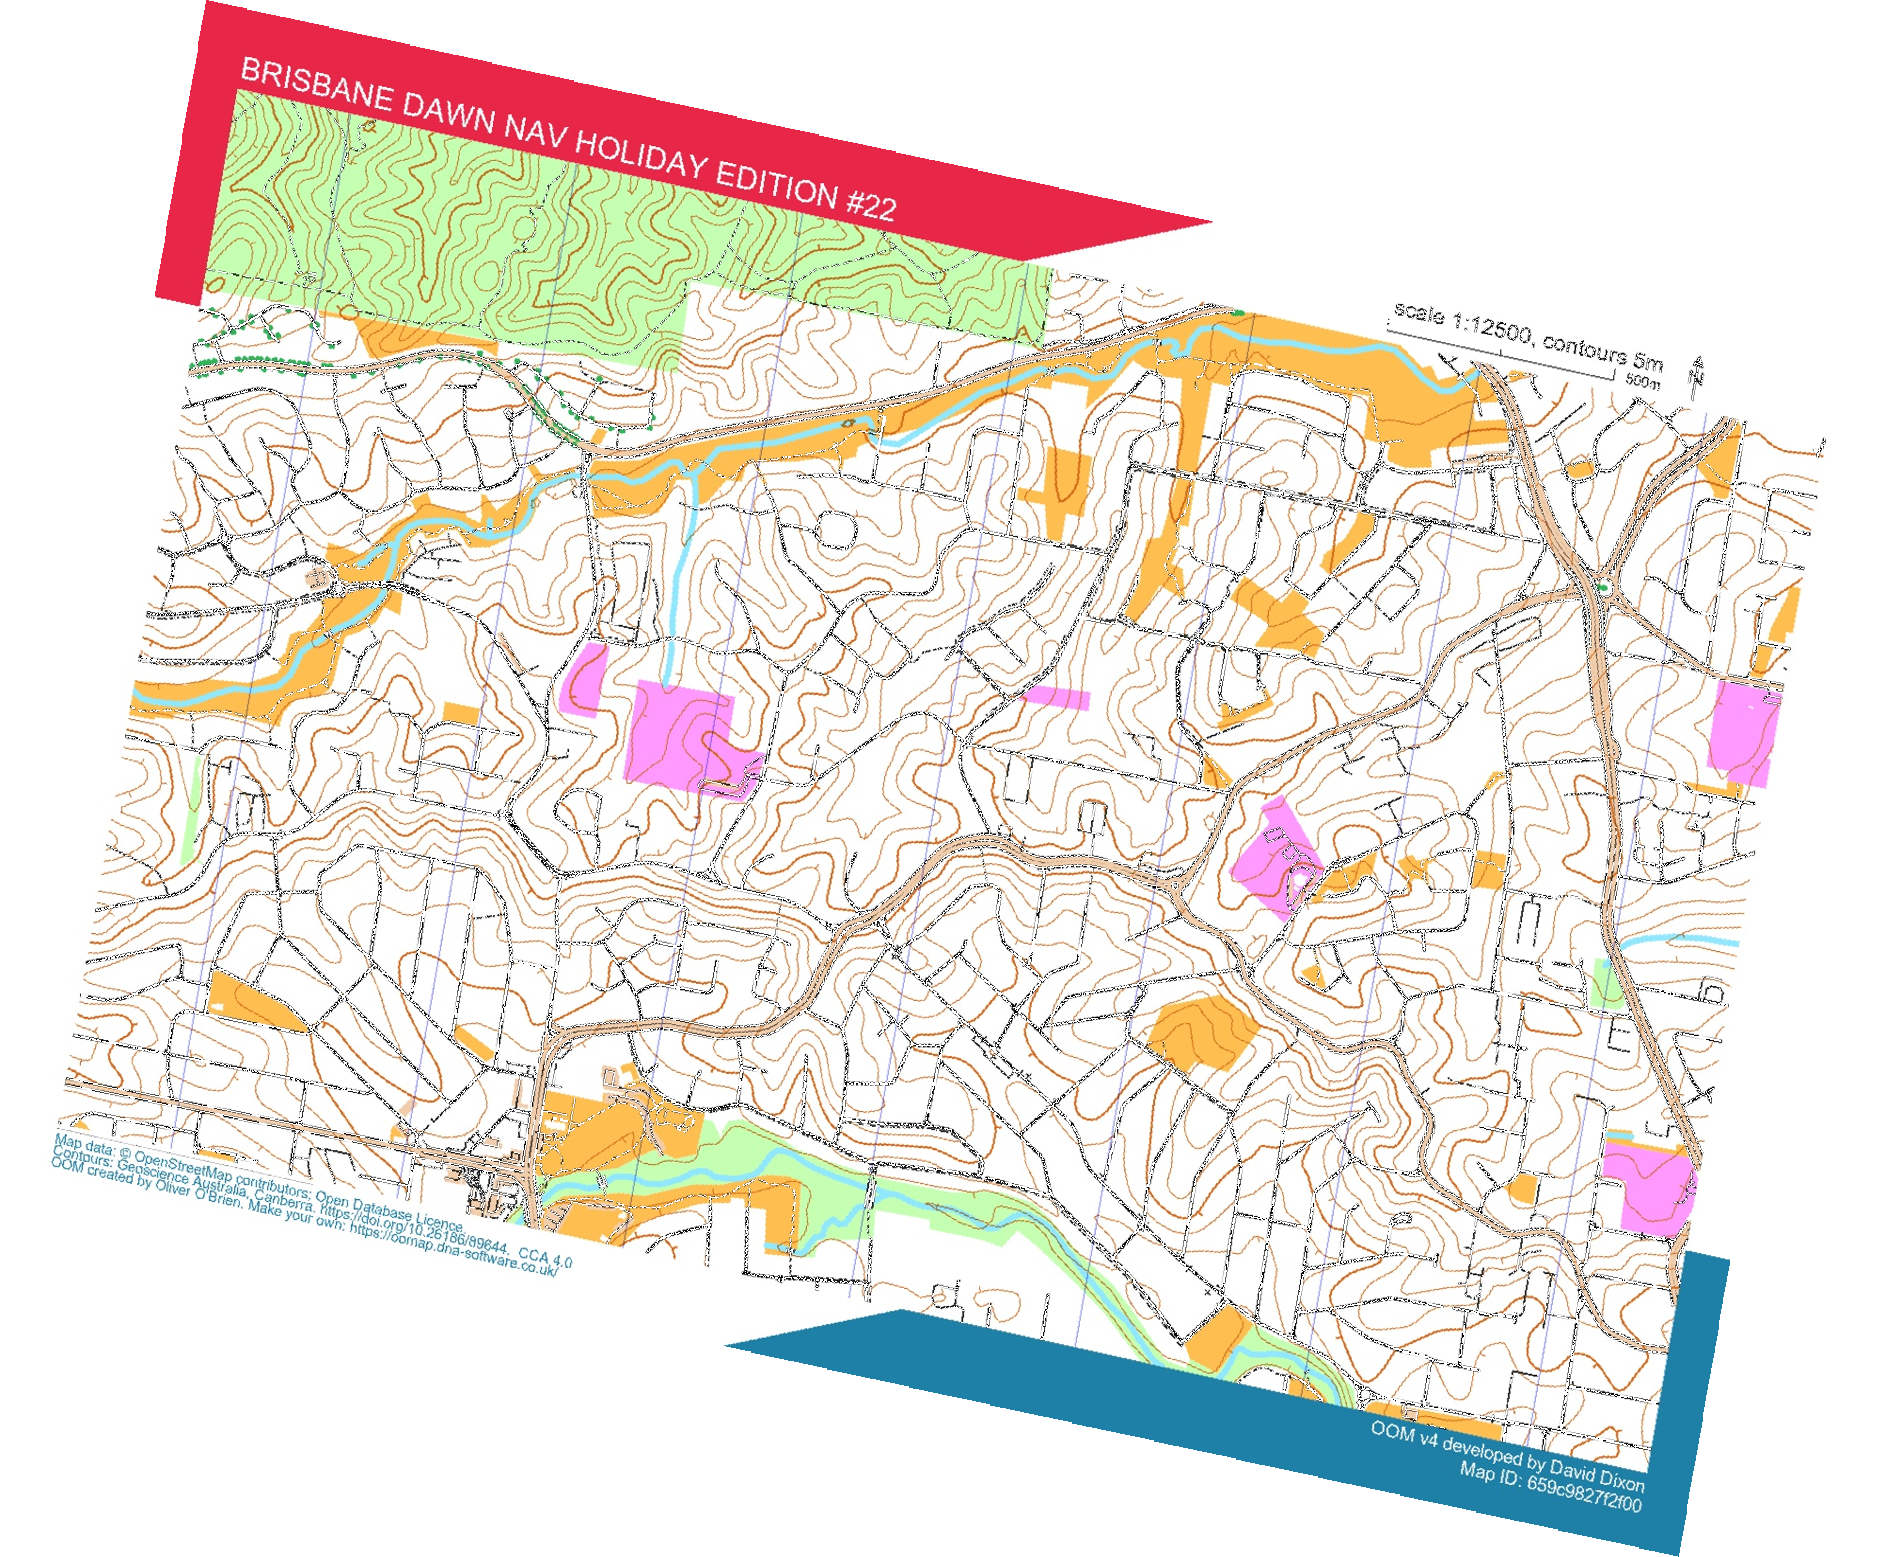 BRISBANE DAWN NAV HOLIDAY EDITION #22
scale 1:12500, contours 5m
500m
Map data: © OpenStreetMap contributors; Open Database Licence.
Contours: Geoscience Australia, Canberra. https://doi.org/10.26186/89644. CCA 4.0
OOM created by Oliver O'Brien. Make your own: https://oomap.dna-software.co.uk/
OOM v4 developed by David Dixon
Map ID: 659c9827f2f00